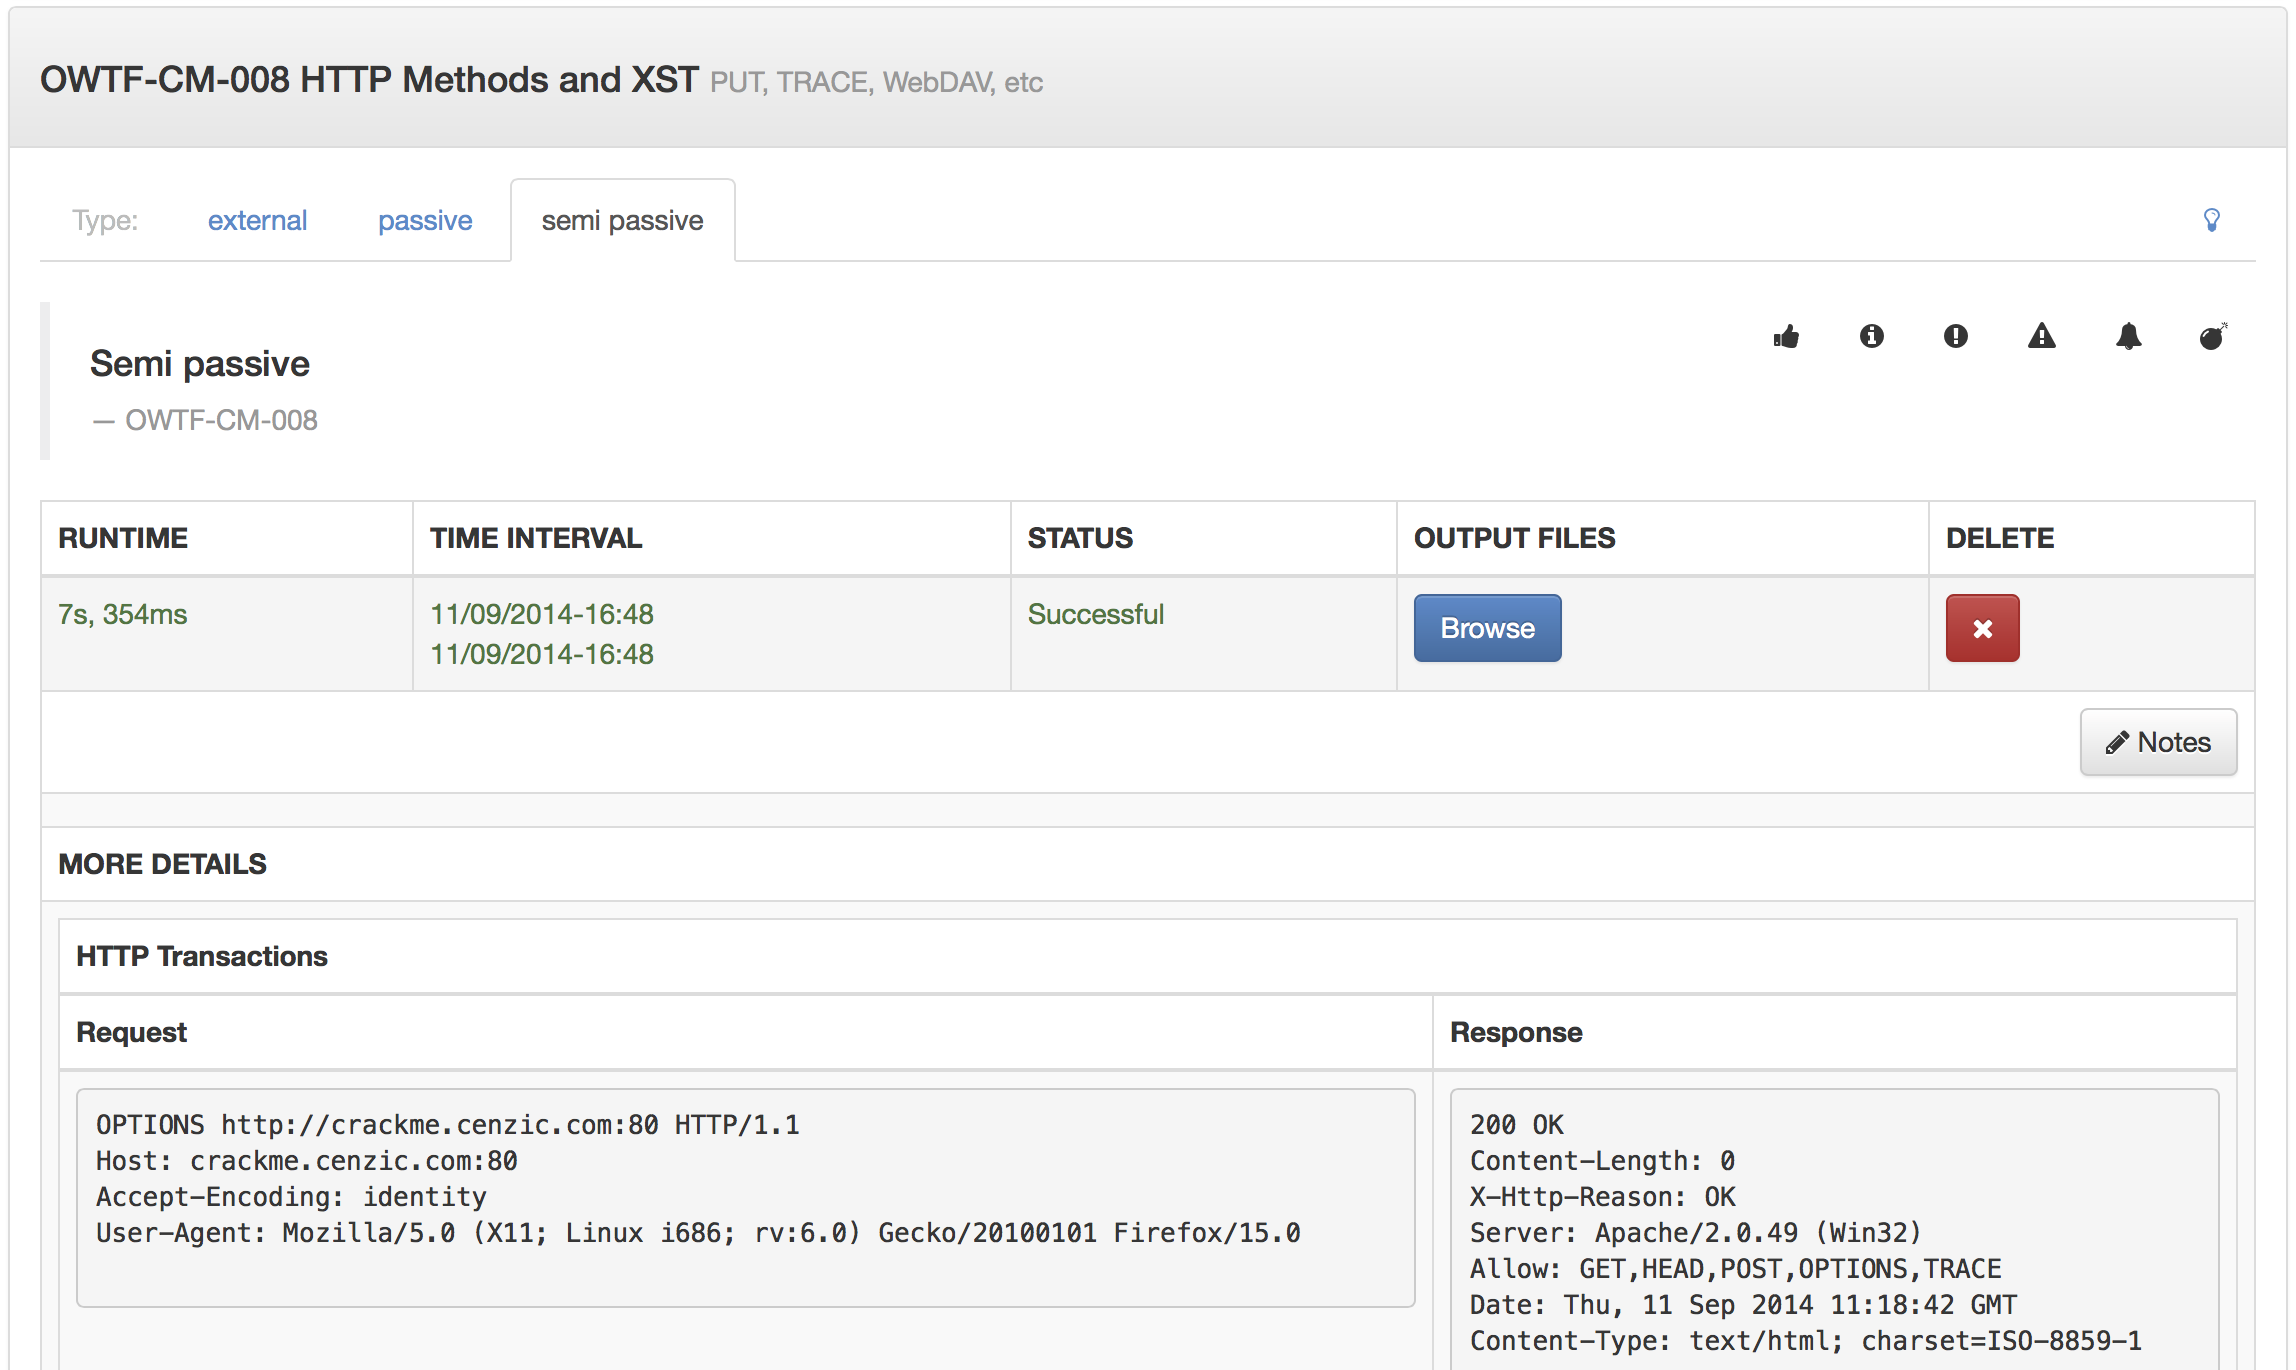 OWTF-CM-008 HTTP Methods and XST PUT, TRACE, WebDAV, etc
Type: external passive semi passive
Semi passive
— OWTF-CM-008
RUNTIME TIME INTERVAL STATUS OUTPUT FILES DELETE
7s, 354ms 11/09/2014-16:48 Successful Browse
11/09/2014-16:48
Notes
MORE DETAILS
HTTP Transactions
Request Response
OPTIONS http://crackme.cenzic.com:80 HTTP/1.1
Host: crackme.cenzic.com:80
Accept-Encoding: identity
User-Agent: Mozilla/5.0 (X11; Linux i686; rv:6.0) Gecko/20100101 Firefox/15.0
200 OK
Content-Length: 0
X-Http-Reason: OK
Server: Apache/2.0.49 (Win32)
Allow: GET,HEAD,POST,OPTIONS,TRACE
Date: Thu, 11 Sep 2014 11:18:42 GMT
Content-Type: text/html; charset=ISO-8859-1